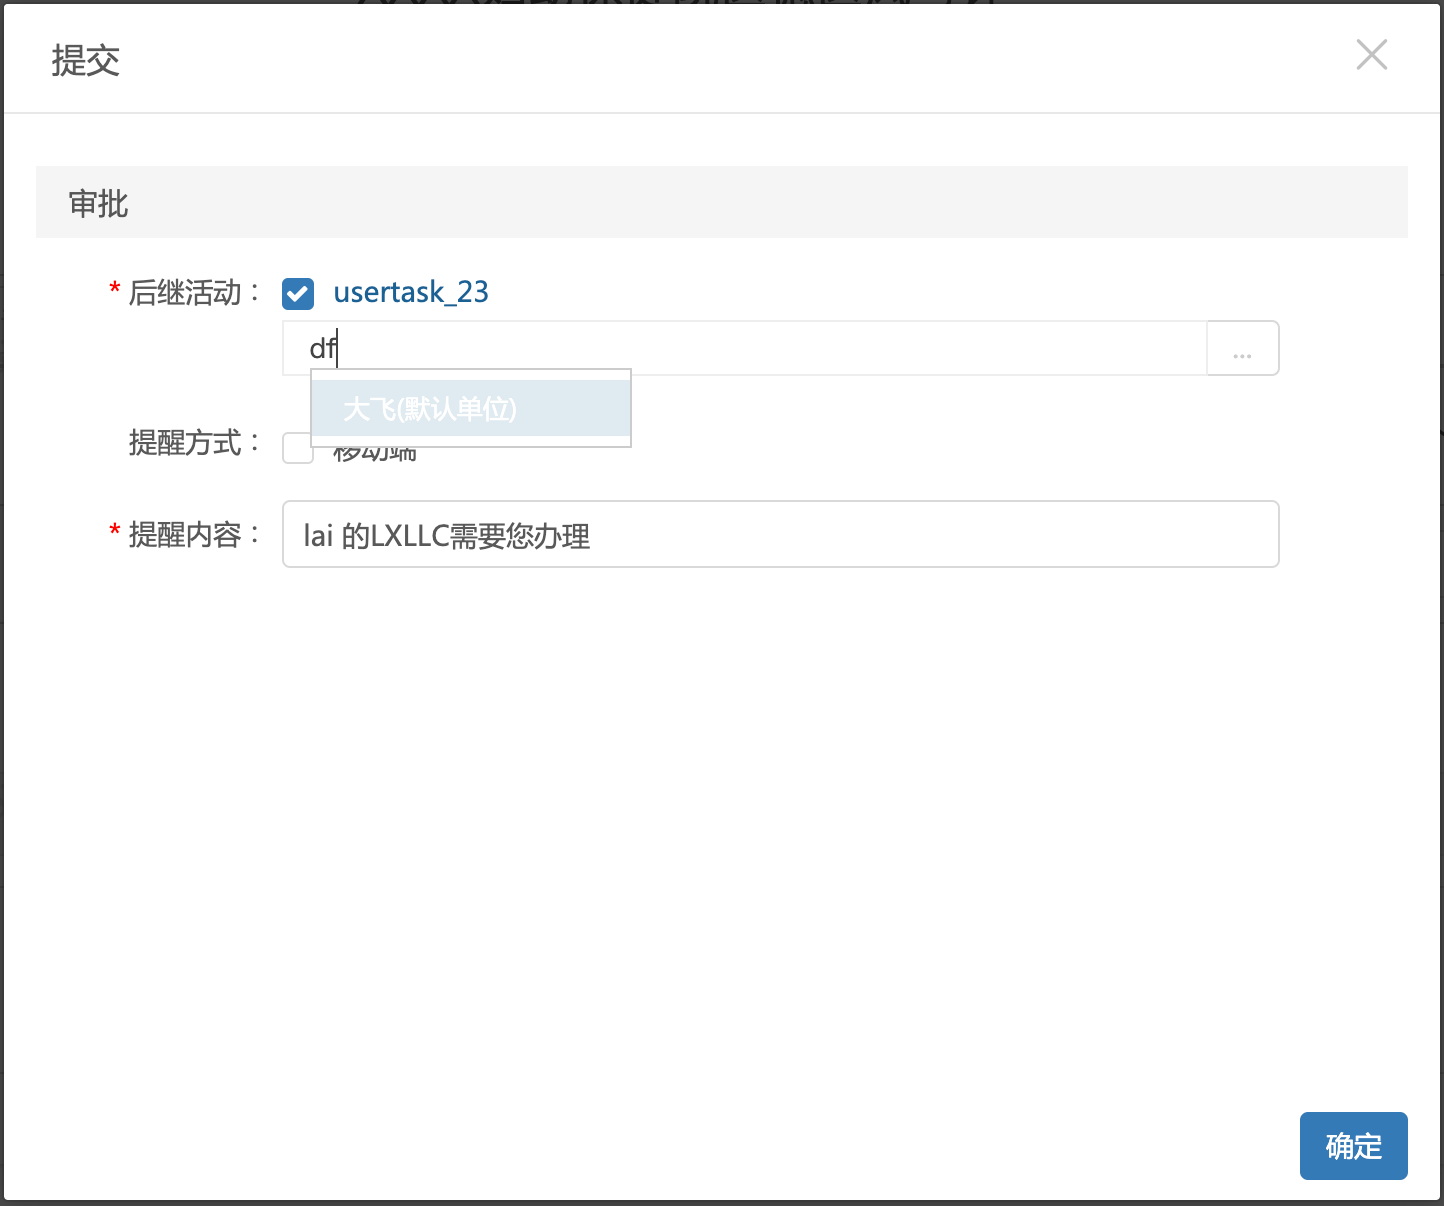 提交
审批
* 后继活动： usertask_23
df
...
大飞(默认单位)
提醒方式： 移动端
* 提醒内容： lai 的LXLLC需要您办理
确定